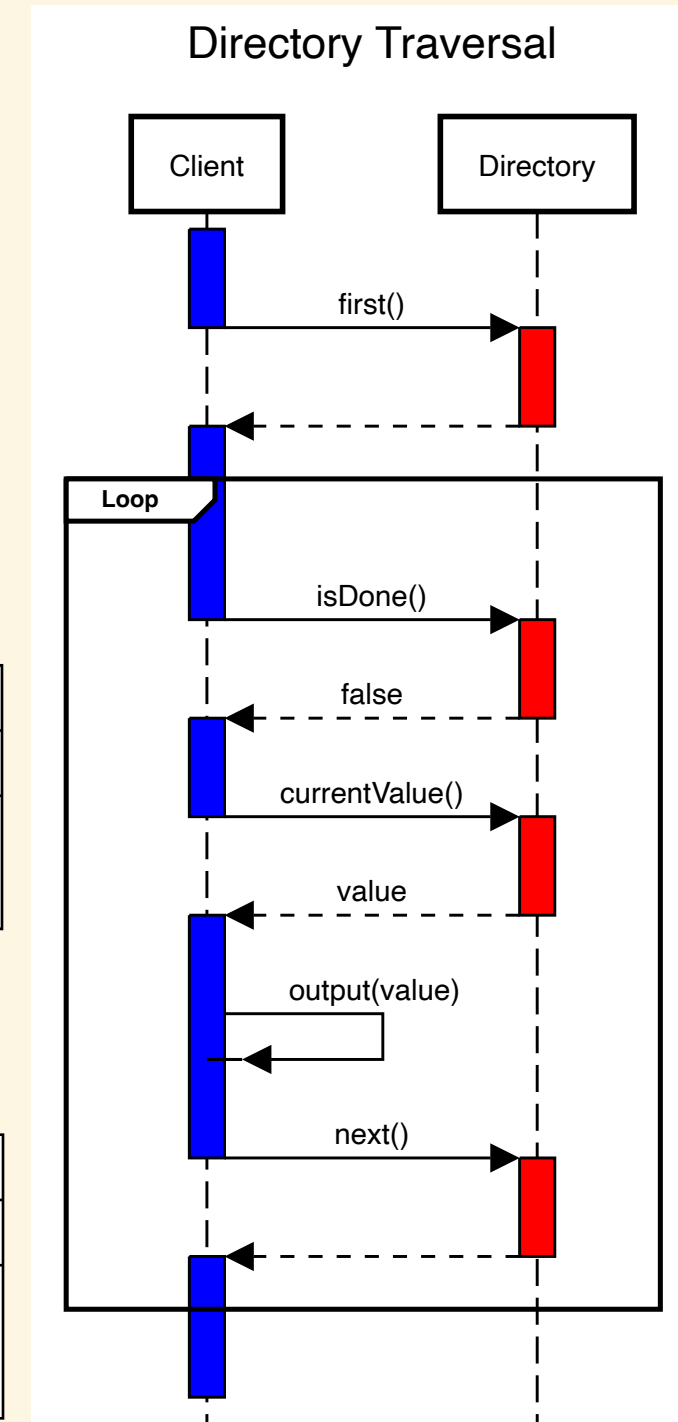 Directory Traversal
Client
Directory
first()
Loop
isDone()
false
currentValue()
value
output(value)
next()